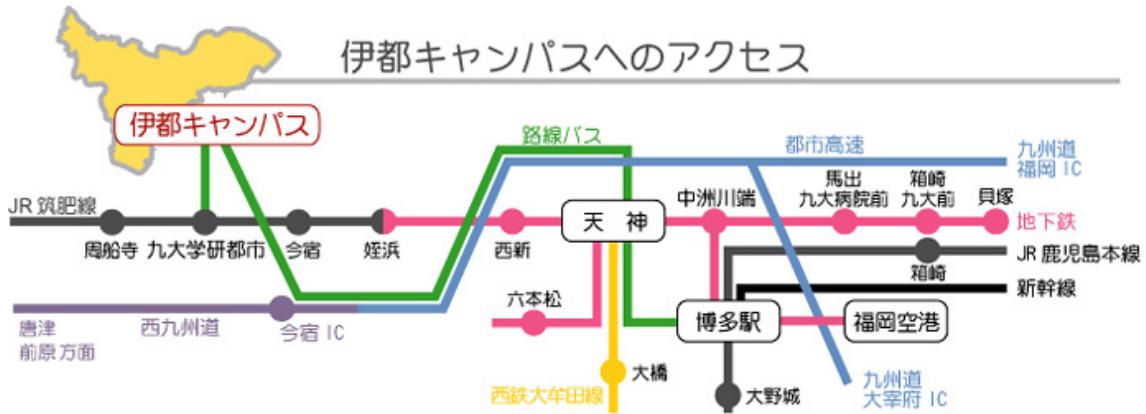 伊都キャンパスへのアクセス
伊都キャンパス
路線バス
都市高速
九州道
福岡 IC
JR 筑肥線
周船寺
九大学研都市
今宿
姪浜
西新
天神
中洲川端
馬出
九大病院前
箱崎
九大前
貝塚
地下鉄
JR 鹿児島本線
箱崎
新幹線
六本松
博多駅
福岡空港
唐津
前原方面
西九州道
今宿 IC
西鉄大牟田線
大橋
大野城
九州道
大宰府 IC